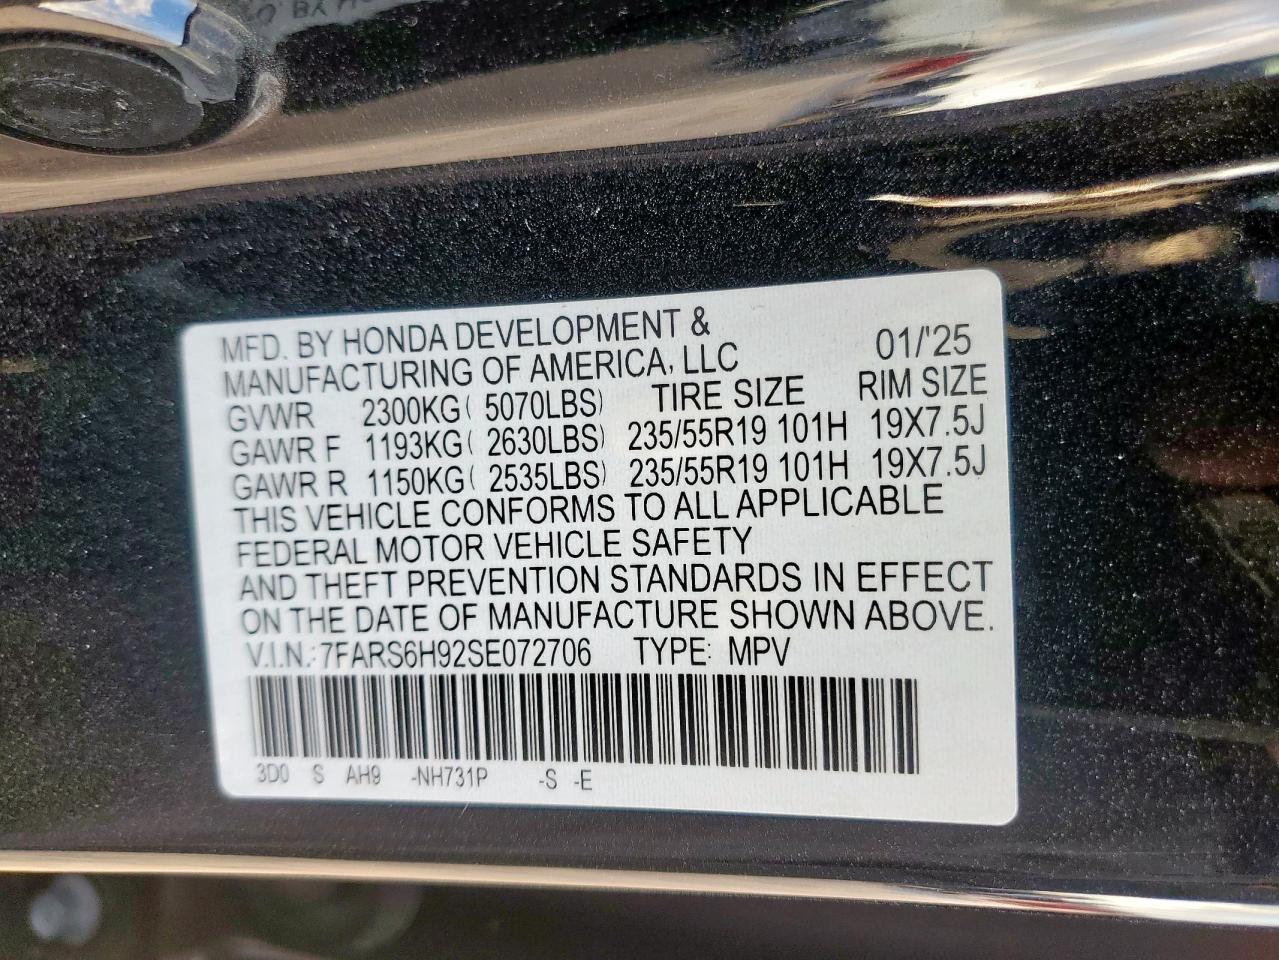 MFD. BY HONDA DEVELOPMENT &
MANUFACTURING OF AMERICA, LLC 01/'25
GVWR 2300KG( 5070LBS) TIRE SIZE RIM SIZE
GAWR F 1193KG( 2630LBS) 235/55R19 101H 19X7.5J
GAWR R 1150KG( 2535LBS) 235/55R19 101H 19X7.5J
THIS VEHICLE CONFORMS TO ALL APPLICABLE
FEDERAL MOTOR VEHICLE SAFETY
AND THEFT PREVENTION STANDARDS IN EFFECT
ON THE DATE OF MANUFACTURE SHOWN ABOVE.
V.I.N.: 7FARS6H92SE072706 TYPE: MPV
3D0 S AH9 -NH731P -S -E